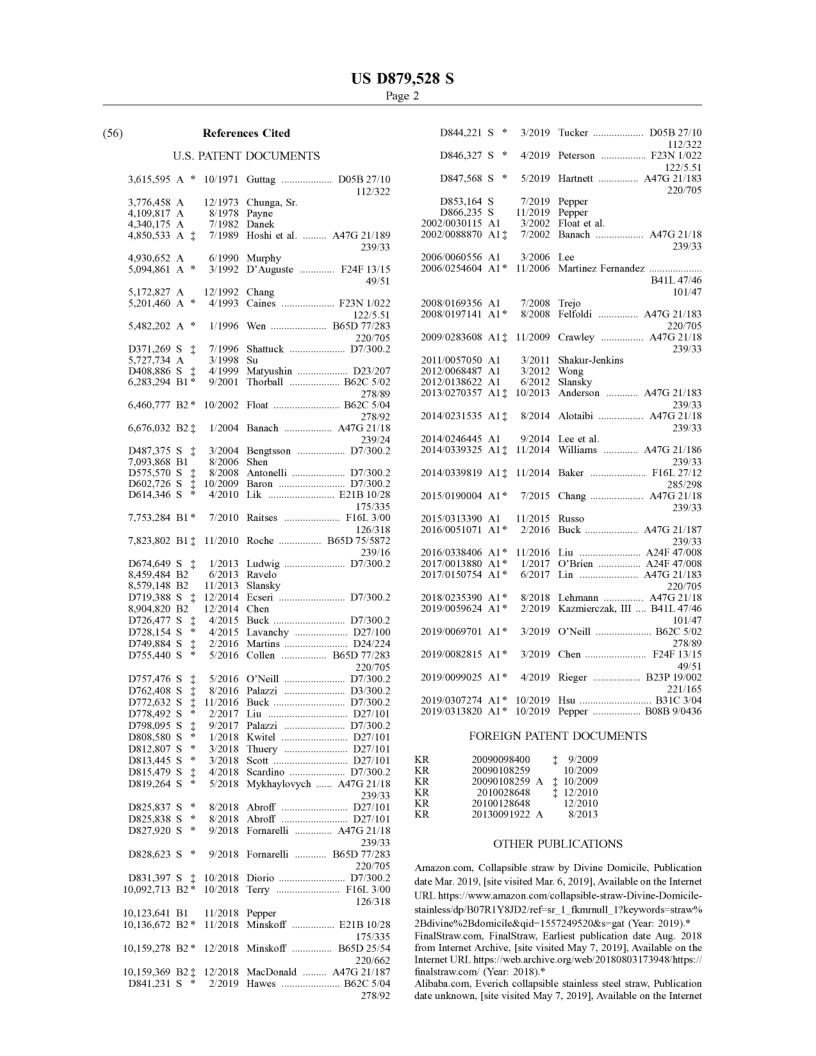 US D879,528 S
Page 2
(56) References Cited
U.S. PATENT DOCUMENTS
3,615,595 A * 10/1971 Guttag ................... D05B 27/10
112/322
3,776,458 A 12/1973 Chunga, Sr.
4,109,817 A 8/1978 Payne
4,340,175 A 7/1982 Danek
4,850,533 A ‡ 7/1989 Hoshi et al. ......... A47G 21/189
239/33
4,930,652 A 6/1990 Murphy
5,094,861 A * 3/1992 D'Auguste ............. F24F 13/15
49/51
5,172,827 A 12/1992 Chang
5,201,460 A * 4/1993 Caines .................... F23N 1/022
122/5.51
5,482,202 A * 1/1996 Wen ..................... B65D 77/283
220/705
D371,269 S ‡ 7/1996 Shattuck ..................... D7/300.2
5,727,734 A 3/1998 Su
D408,886 S ‡ 4/1999 Matyushin ................... D23/207
6,283,294 B1 * 9/2001 Thorball ................... B62C 5/02
278/89
6,460,777 B2 * 10/2002 Float ......................... B62C 5/04
278/92
6,676,032 B2 ‡ 1/2004 Banach .................. A47G 21/18
239/24
D487,375 S ‡ 3/2004 Bengtsson .................. D7/300.2
7,093,868 B1 8/2006 Shen
D575,570 S ‡ 8/2008 Antonelli .................... D7/300.2
D602,726 S ‡ 10/2009 Baron ......................... D7/300.2
D614,346 S * 4/2010 Lik ......................... E21B 10/28
175/335
7,753,284 B1 * 7/2010 Raitses ..................... F16L 3/00
126/318
7,823,802 B1 ‡ 11/2010 Roche ................ B65D 75/5872
239/16
D674,649 S ‡ 1/2013 Ludwig ....................... D7/300.2
8,459,484 B2 6/2013 Ravelo
8,579,148 B2 11/2013 Slansky
D719,388 S ‡ 12/2014 Ecseri ......................... D7/300.2
8,904,820 B2 12/2014 Chen
D726,477 S ‡ 4/2015 Buck ........................... D7/300.2
D728,154 S * 4/2015 Lavanchy .................... D27/100
D749,884 S ‡ 2/2016 Martins ........................ D24/224
D755,440 S * 5/2016 Collen ................. B65D 77/283
220/705
D757,476 S ‡ 5/2016 O'Neill ....................... D7/300.2
D762,408 S ‡ 8/2016 Palazzi ....................... D3/300.2
D772,632 S ‡ 11/2016 Buck ........................... D7/300.2
D778,492 S * 2/2017 Liu .............................. D27/101
D798,095 S ‡ 9/2017 Palazzi ....................... D7/300.2
D808,580 S * 1/2018 Kwitel ......................... D27/101
D812,807 S * 3/2018 Thuery ........................ D27/101
D813,445 S * 3/2018 Scott ............................ D27/101
D815,479 S ‡ 4/2018 Scardino ..................... D7/300.2
D819,264 S * 5/2018 Mykhaylovych ...... A47G 21/18
239/33
D825,837 S * 8/2018 Abroff ......................... D27/101
D825,838 S * 8/2018 Abroff ......................... D27/101
D827,920 S * 9/2018 Fornarelli .............. A47G 21/18
239/33
D828,623 S * 9/2018 Fornarelli ............ B65D 77/283
220/705
D831,397 S ‡ 10/2018 Diorio ......................... D7/300.2
10,092,713 B2 * 10/2018 Terry ........................ F16L 3/00
126/318
10,123,641 B1 11/2018 Pepper
10,136,672 B2 * 11/2018 Minskoff ................ E21B 10/28
175/335
10,159,278 B2 * 12/2018 Minskoff ............... B65D 25/54
220/662
10,159,369 B2 ‡ 12/2018 MacDonald ......... A47G 21/187
D841,231 S * 2/2019 Hawes ...................... B62C 5/04
278/92
D844,221 S * 3/2019 Tucker ................... D05B 27/10
112/322
D846,327 S * 4/2019 Peterson ................. F23N 1/022
122/5.51
D847,568 S * 5/2019 Hartnett ............... A47G 21/183
220/705
D853,164 S 7/2019 Pepper
D866,235 S 11/2019 Pepper
2002/0030115 A1 3/2002 Float et al.
2002/0088870 A1 ‡ 7/2002 Banach .................. A47G 21/18
239/33
2006/0060556 A1 3/2006 Lee
2006/0254604 A1 * 11/2006 Martinez Fernandez ....................
B41L 47/46
101/47
2008/0169356 A1 7/2008 Trejo
2008/0197141 A1 * 8/2008 Felfoldi ............... A47G 21/183
220/705
2009/0283608 A1 ‡ 11/2009 Crawley ................ A47G 21/18
239/33
2011/0057050 A1 3/2011 Shakur-Jenkins
2012/0068487 A1 3/2012 Wong
2012/0138622 A1 6/2012 Slansky
2013/0270357 A1 ‡ 10/2013 Anderson ............ A47G 21/183
239/33
2014/0231535 A1 ‡ 8/2014 Alotaibi ................. A47G 21/18
239/33
2014/0246445 A1 9/2014 Lee et al.
2014/0339325 A1 ‡ 11/2014 Williams ............. A47G 21/186
239/33
2014/0339819 A1 ‡ 11/2014 Baker ..................... F16L 27/12
285/298
2015/0190004 A1 * 7/2015 Chang .................... A47G 21/18
239/33
2015/0313390 A1 11/2015 Russo
2016/0051071 A1 * 2/2016 Buck .................... A47G 21/187
239/33
2016/0338406 A1 * 11/2016 Liu ....................... A24F 47/008
2017/0013880 A1 * 1/2017 O'Brien ................ A24F 47/008
2017/0150754 A1 * 6/2017 Lin ...................... A47G 21/183
220/705
2018/0235390 A1 * 8/2018 Lehmann ............... A47G 21/18
2019/0059624 A1 * 2/2019 Kazmierczak, III .... B41L 47/46
101/47
2019/0069701 A1 * 3/2019 O'Neill ..................... B62C 5/02
278/89
2019/0082815 A1 * 3/2019 Chen ....................... F24F 13/15
49/51
2019/0099025 A1 * 4/2019 Rieger .................. B23P 19/002
221/165
2019/0307274 A1 * 10/2019 Hsu ........................... B31C 3/04
2019/0313820 A1 * 10/2019 Pepper .................. B08B 9/0436
FOREIGN PATENT DOCUMENTS
KR 20090098400 ‡ 9/2009
KR 20090108259 10/2009
KR 20090108259 A ‡ 10/2009
KR 2010028648 ‡ 12/2010
KR 20100128648 12/2010
KR 20130091922 A 8/2013
OTHER PUBLICATIONS
Amazon.com, Collapsible straw by Divine Domicile, Publication
date Mar. 2019, [site visited Mar. 6, 2019], Available on the Internet
URL https://www.amazon.com/collapsible-straw-Divine-Domicile-
stainless/dp/B07R1Y8JD2/ref=sr_1_fkmrnull_1?keywords=straw%
2Bdivine%2Bdomicile&qid=1557249520&s=gat (Year: 2019).*
FinalStraw.com, FinalStraw, Earliest publication date Aug. 2018
from Internet Archive, [site visited May 7, 2019], Available on the
Internet URL https://web.archive.org/web/20180803173948/https://
finalstraw.com/ (Year: 2018).*
Alibaba.com, Everich collapsible stainless steel straw, Publication
date unknown, [site visited May 7, 2019], Available on the Internet